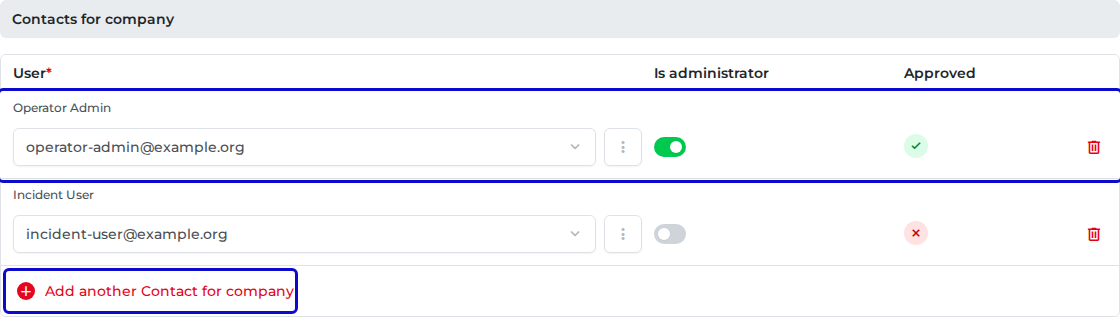 Contacts for company
User* Is administrator Approved
Operator Admin
operator-admin@example.org
Incident User
incident-user@example.org
Add another Contact for company